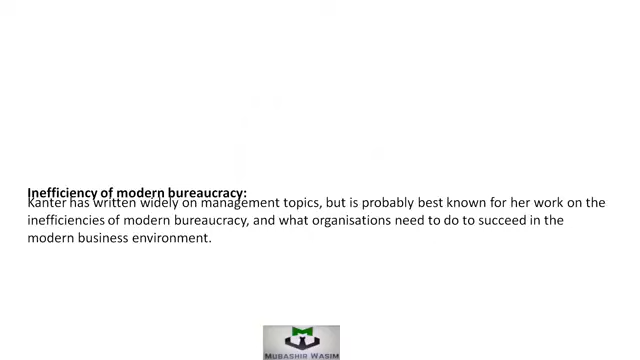 Inefficiency of modern bureaucracy:
Kanter has written widely on management topics, but is probably best known for her work on the
inefficiencies of modern bureaucracy, and what organisations need to do to succeed in the
modern business environment.
MUBASHIR WASIM